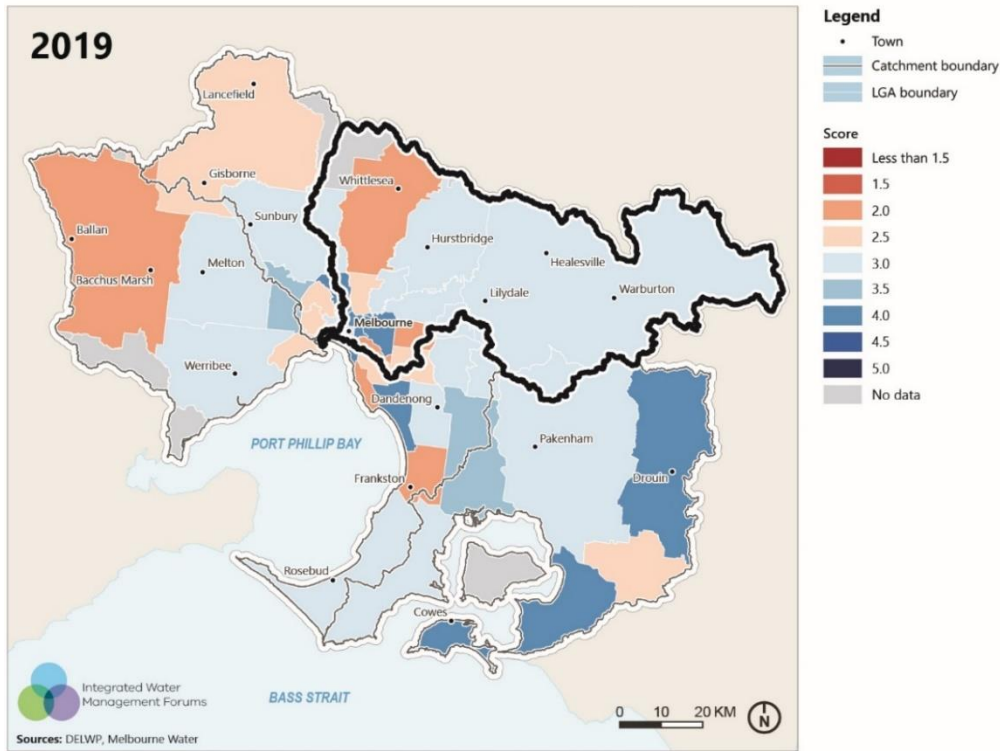 2019
Lancefield
Gisborne
Whittlesea
Sunbury
Ballan
Bacchus Marsh
Melton
Hurstbridge
Healesville
Lilydale
Warburton
Melbourne
Werribee
Dandenong
PORT PHILLIP BAY
Pakenham
Drouin
Frankston
Rosebud
Cowes
BASS STRAIT
Integrated Water
Management Forums
Sources: DELWP, Melbourne Water
0 10 20 KM
N
Legend
Town
Catchment boundary
LGA boundary
Score
Less than 1.5
1.5
2.0
2.5
3.0
3.5
4.0
4.5
5.0
No data